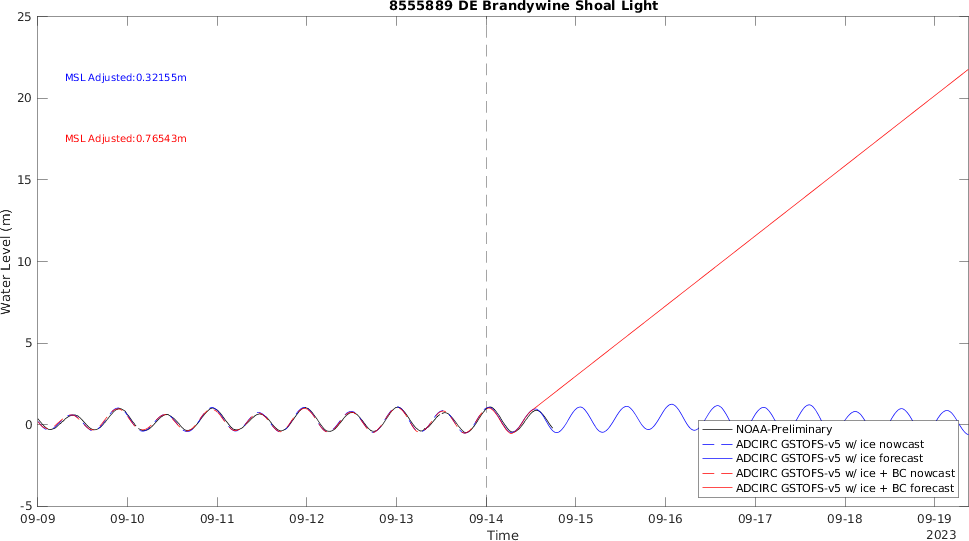 8555889 DE Brandywine Shoal Light
25
20
15
10
5
0
-5
Water Level (m)
MSL Adjusted:0.32155m
MSL Adjusted:0.76543m
NOAA-Preliminary
ADCIRC GSTOFS-v5 w/ ice nowcast
ADCIRC GSTOFS-v5 w/ ice forecast
ADCIRC GSTOFS-v5 w/ ice + BC nowcast
ADCIRC GSTOFS-v5 w/ ice + BC forecast
09-09 09-10 09-11 09-12 09-13 09-14 09-15 09-16 09-17 09-18 09-19
Time
2023